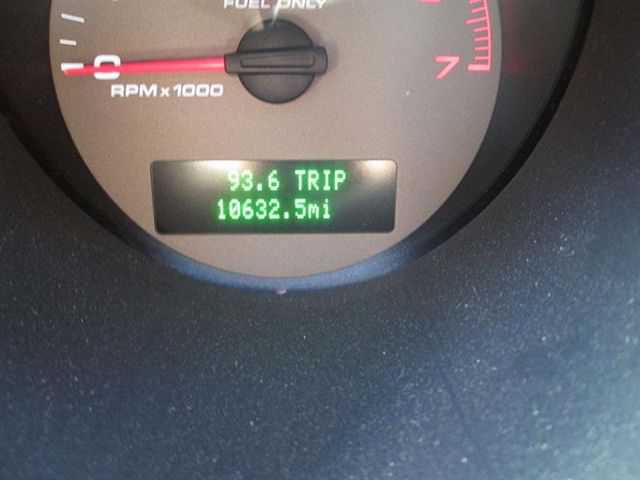 FUEL ONLY
0
7
RPM x 1000
93.6 TRIP
10632.5mi